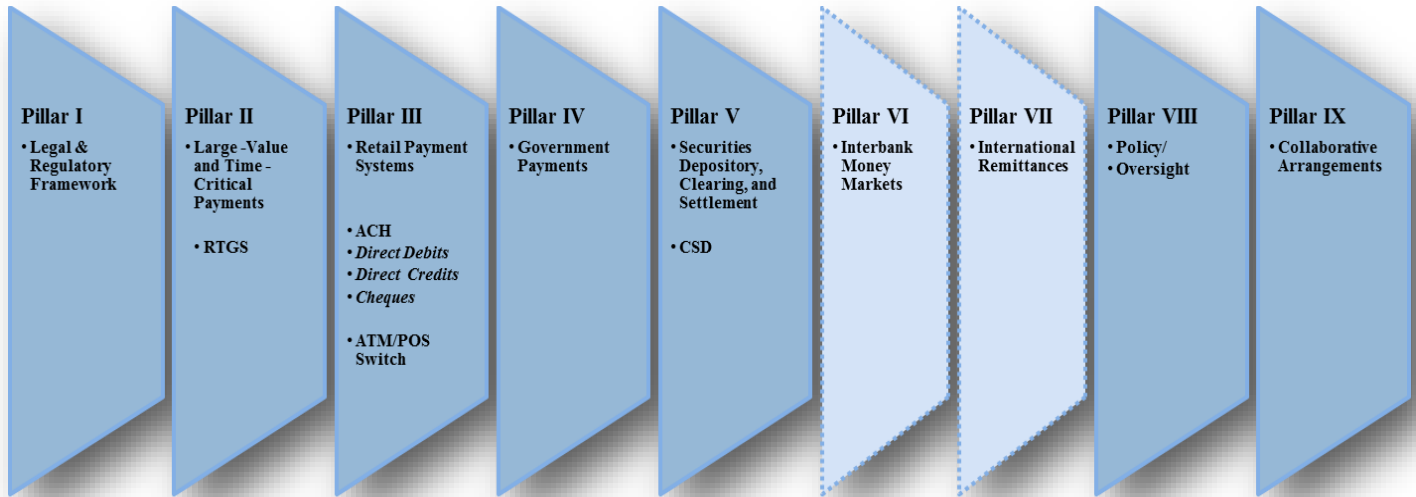 Pillar I
• Legal &
Regulatory
Framework
Pillar II
• Large -Value
and Time -
Critical
Payments
• RTGS
Pillar III
• Retail Payment
Systems
• ACH
• Direct Debits
• Direct Credits
• Cheques
• ATM/POS
Switch
Pillar IV
• Government
Payments
Pillar V
• Securities
Depository,
Clearing, and
Settlement
• CSD
Pillar VI
• Interbank
Money
Markets
Pillar VII
• International
Remittances
Pillar VIII
• Policy/
• Oversight
Pillar IX
• Collaborative
Arrangements